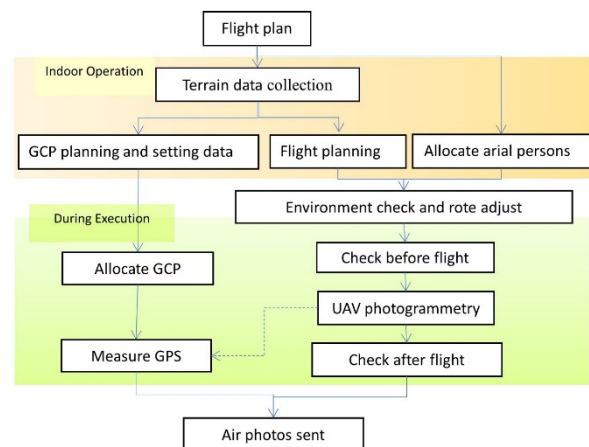 Flight plan
Indoor Operation
Terrain data collection
GCP planning and setting data
Flight planning
Allocate arial persons
During Execution
Environment check and rote adjust
Allocate GCP
Check before flight
UAV photogrammetry
Measure GPS
Check after flight
Air photos sent